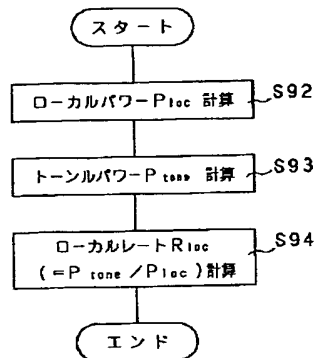 スタート
ローカルパワーPloc 計算
S92
トーンルパワーPtone 計算
S93
ローカルレートRloc
(=Ptone/Ploc)計算
S94
エンド